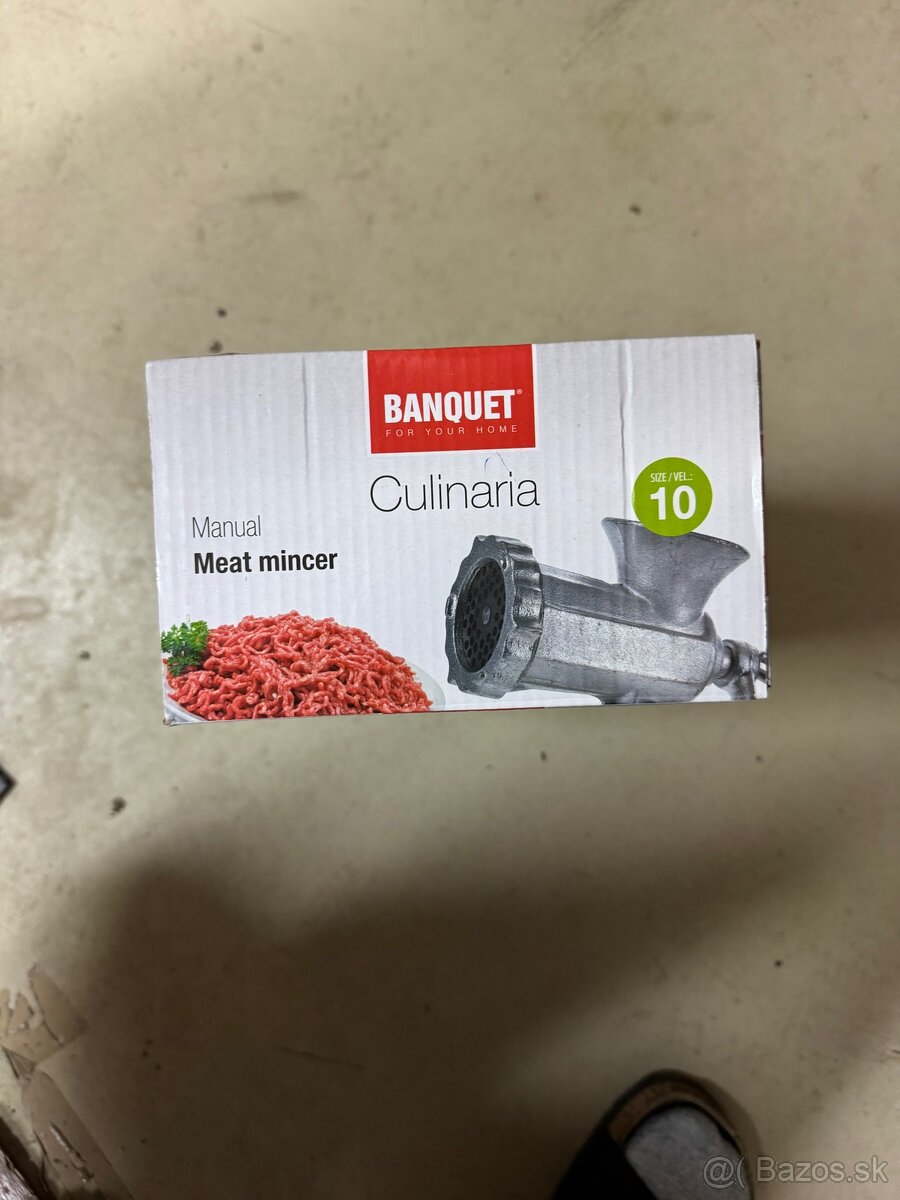 BANQUET®
FOR YOUR HOME
Culinaria
SIZE / VEL.:
10
Manual
Meat mincer
@( Bazos.sk